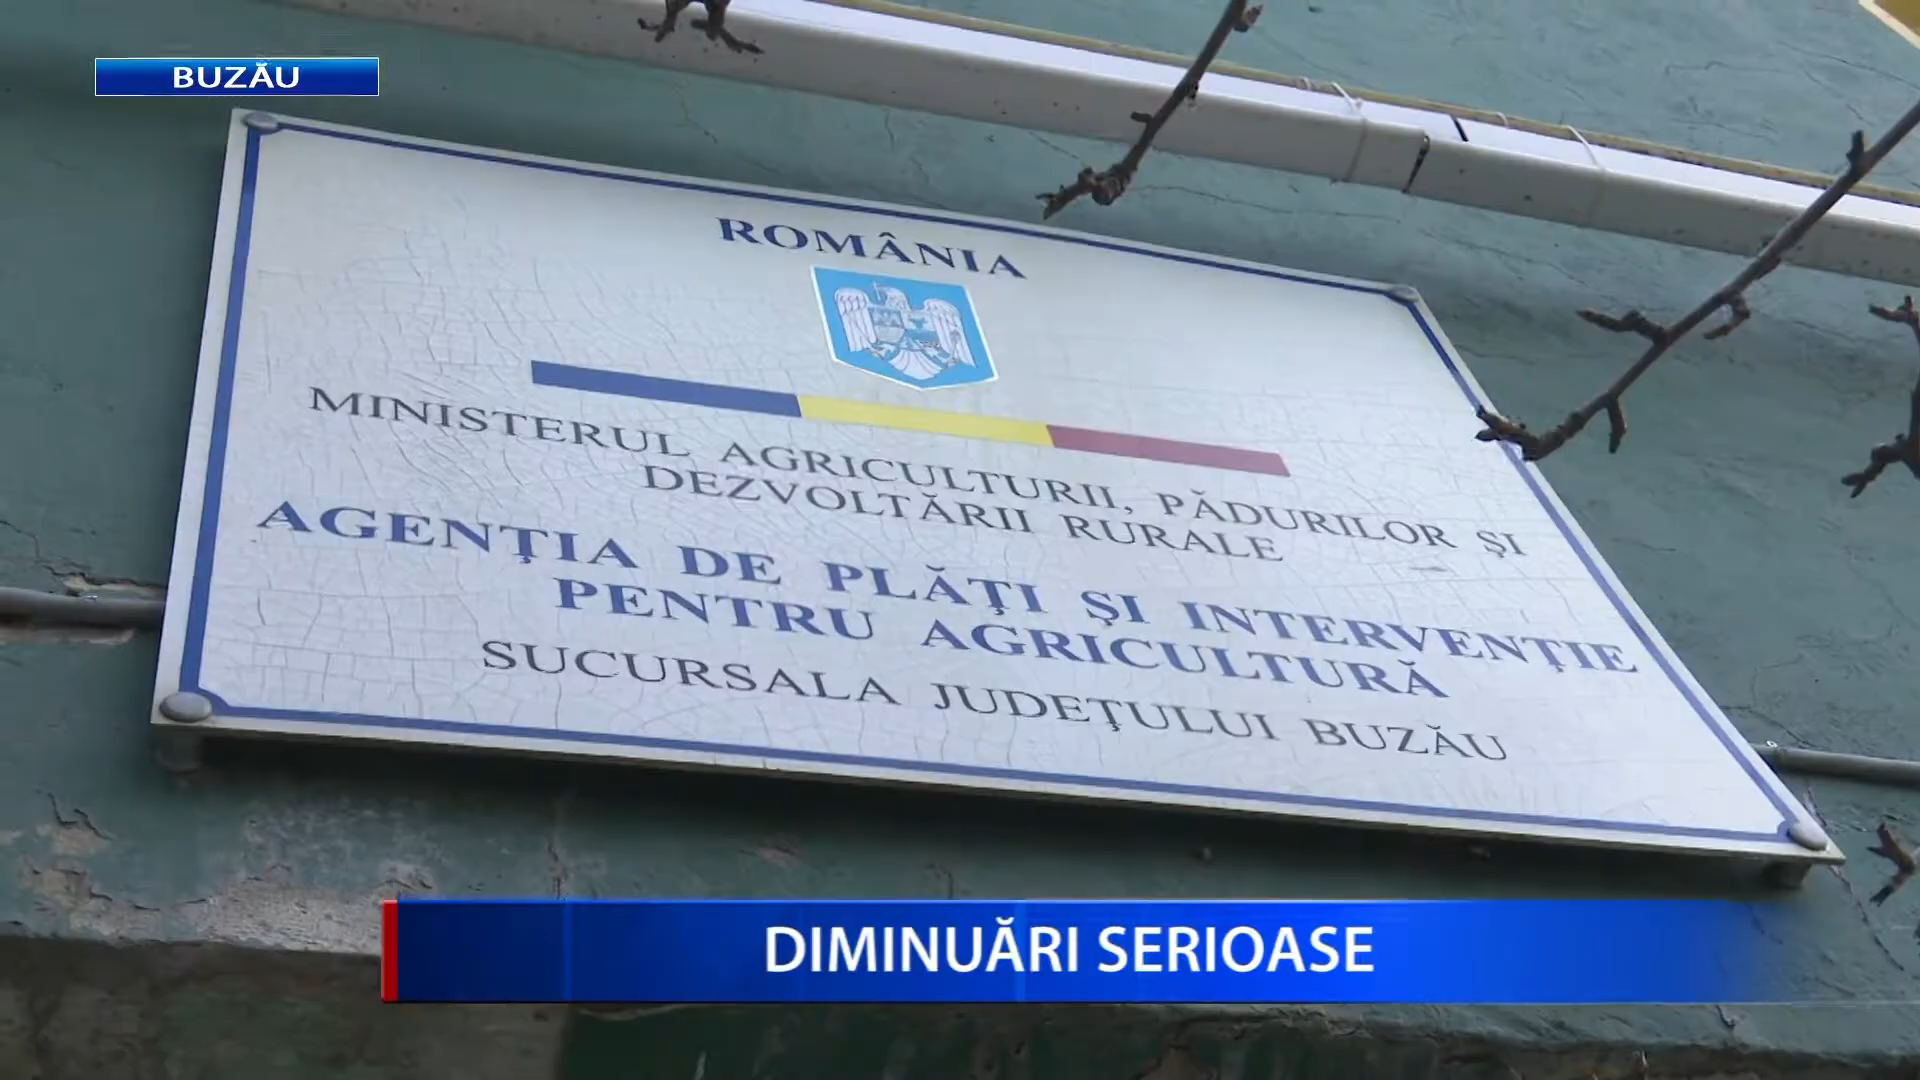 BUZĂU
ROMÂNIA
MINISTERUL AGRICULTURII, PĂDURILOR ŞI
DEZVOLTĂRII RURALE
AGENŢIA DE PLĂŢI ŞI INTERVENŢIE
PENTRU AGRICULTURĂ
SUCURSALA JUDEŢULUI BUZĂU
DIMINUĂRI SERIOASE